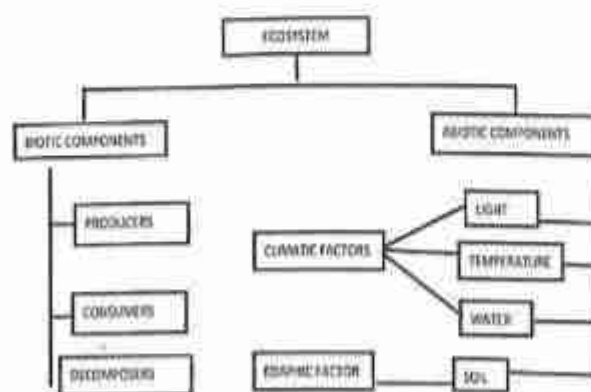 ECOSYSTEM
BIOTIC COMPONENTS
ABIOTIC COMPONENTS
PRODUCERS
CONSUMERS
DECOMPOSERS
CLIMATIC FACTORS
LIGHT
TEMPERATURE
WATER
EDAPHIC FACTOR
SOIL